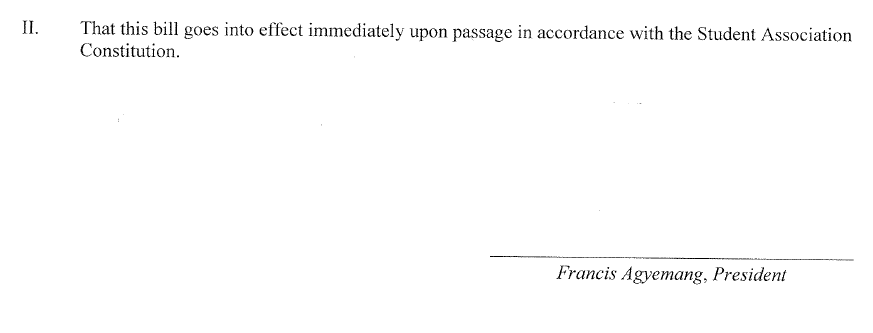 II. That this bill goes into effect immediately upon passage in accordance with the Student Association
Constitution.
Francis Agyemang, President